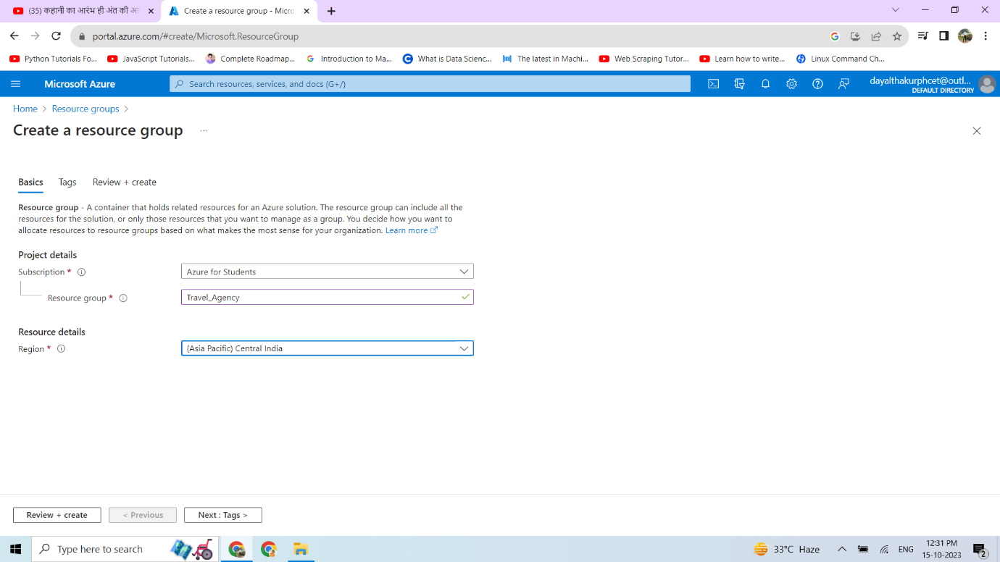 (35) कहानी का आरंभ ही अंत की
Create a resource group - Micro
portal.azure.com/#create/Microsoft.ResourceGroup
Python Tutorials Fo...
JavaScript Tutorials...
Complete Roadmap...
Introduction to Ma...
What is Data Scienc...
The latest in Machi...
Web Scraping Tutor...
Learn how to write...
Linux Command Ch...
Microsoft Azure
Search resources, services, and docs (G+/)
dayalthakurphcet@outl...
DEFAULT DIRECTORY
Home > Resource groups >
Create a resource group ...
Basics Tags Review + create
Resource group - A container that holds related resources for an Azure solution. The resource group can include all the
resources for the solution, or only those resources that you want to manage as a group. You decide how you want to
allocate resources to resource groups based on what makes the most sense for your organization. Learn more
Project details
Subscription * Azure for Students
Resource group * Travel_Agency
Resource details
Region * (Asia Pacific) Central India
Review + create < Previous Next : Tags >
Type here to search
33°C Haze
ENG
12:31 PM
15-10-2023
2